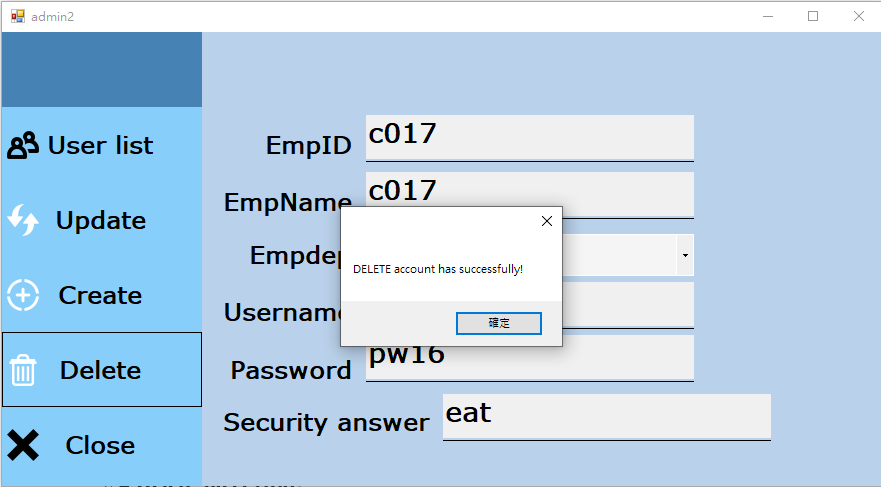 admin2
User list
Update
Create
Delete
Close
EmpID
c017
EmpName
c017
Empdep
Username
Password
pw16
Security answer
eat
DELETE account has successfully!
確定